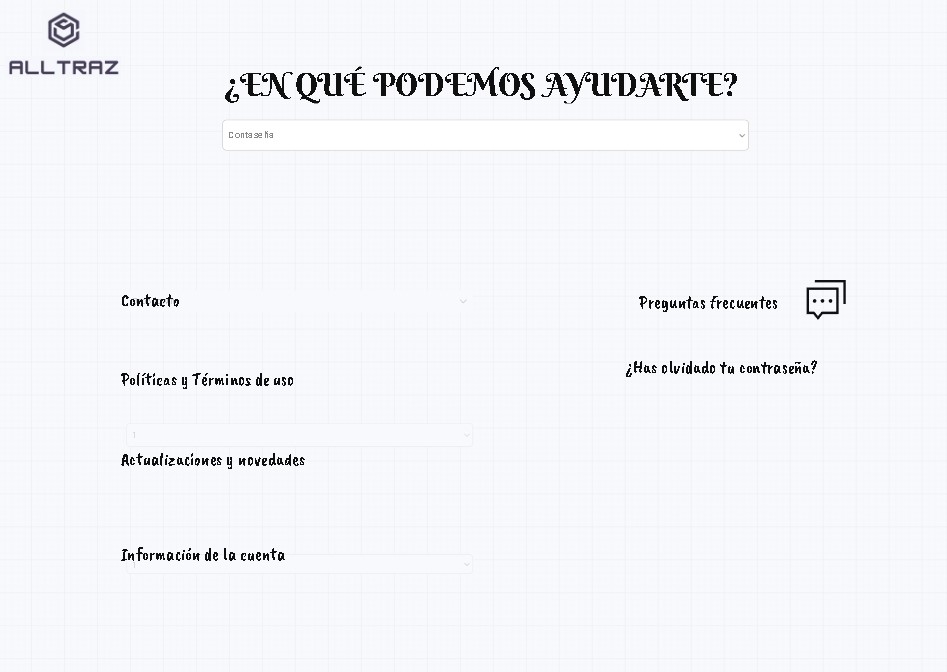 ALLTRAZ
¿EN QUÉ PODEMOS AYUDARTE?
Contaseña
Contacto
Preguntas frecuentes
¿Has olvidado tu contraseña?
Políticas y Términos de uso
1
Actualizaciones y novedades
Información de la cuenta